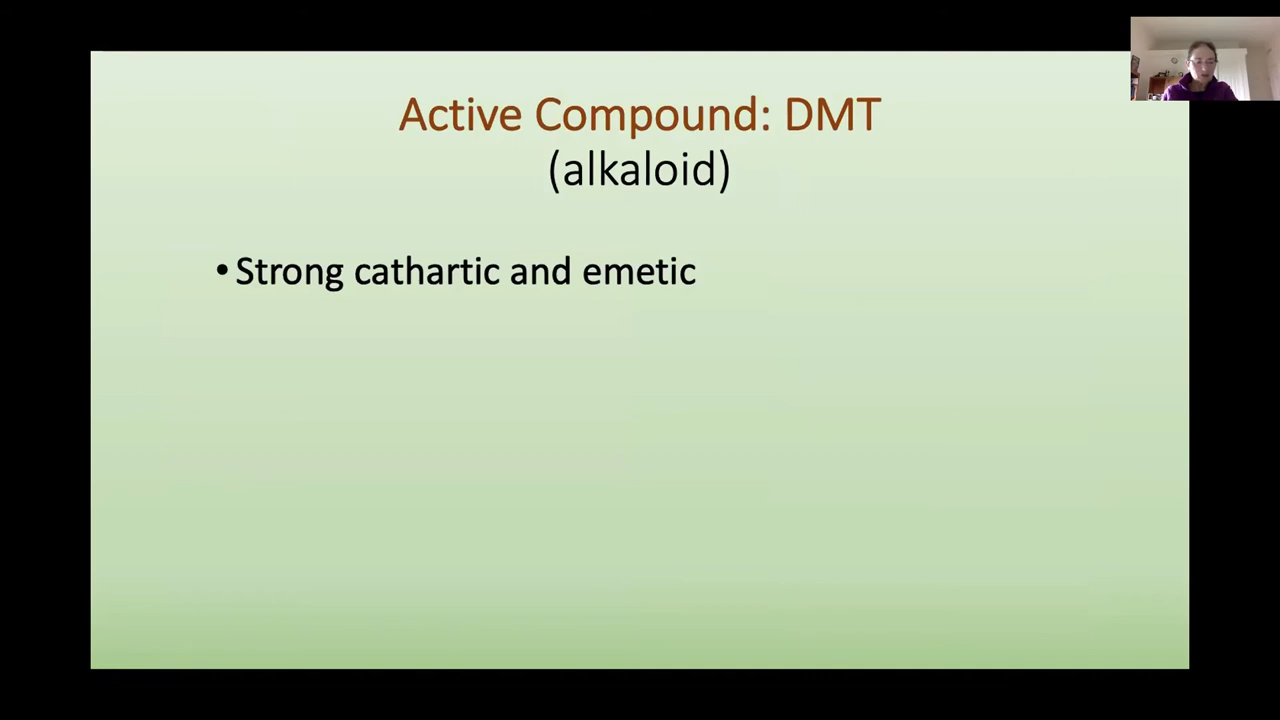 Active Compound: DMT
(alkaloid)
•Strong cathartic and emetic